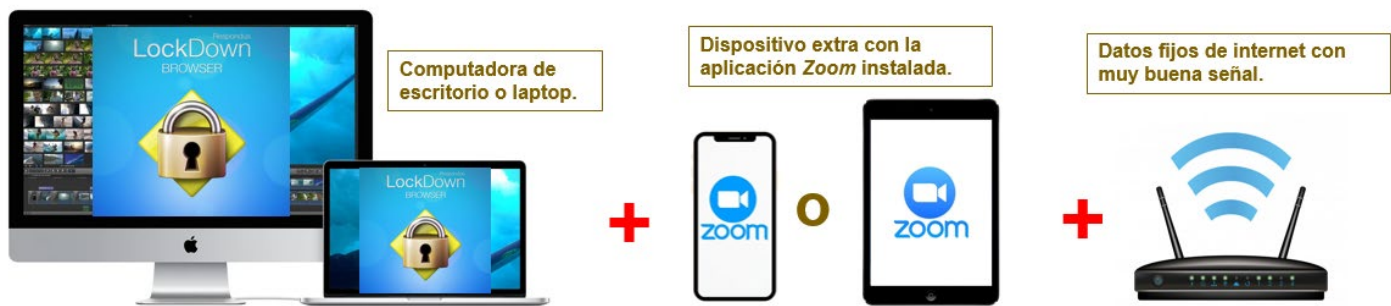 Respondus
LockDown
BROWSER
LockDown
BROWSER
Computadora de
escritorio o laptop.
Dispositivo extra con la
aplicación Zoom instalada.
zoom
O
zoom
Datos fijos de internet con
muy buena señal.